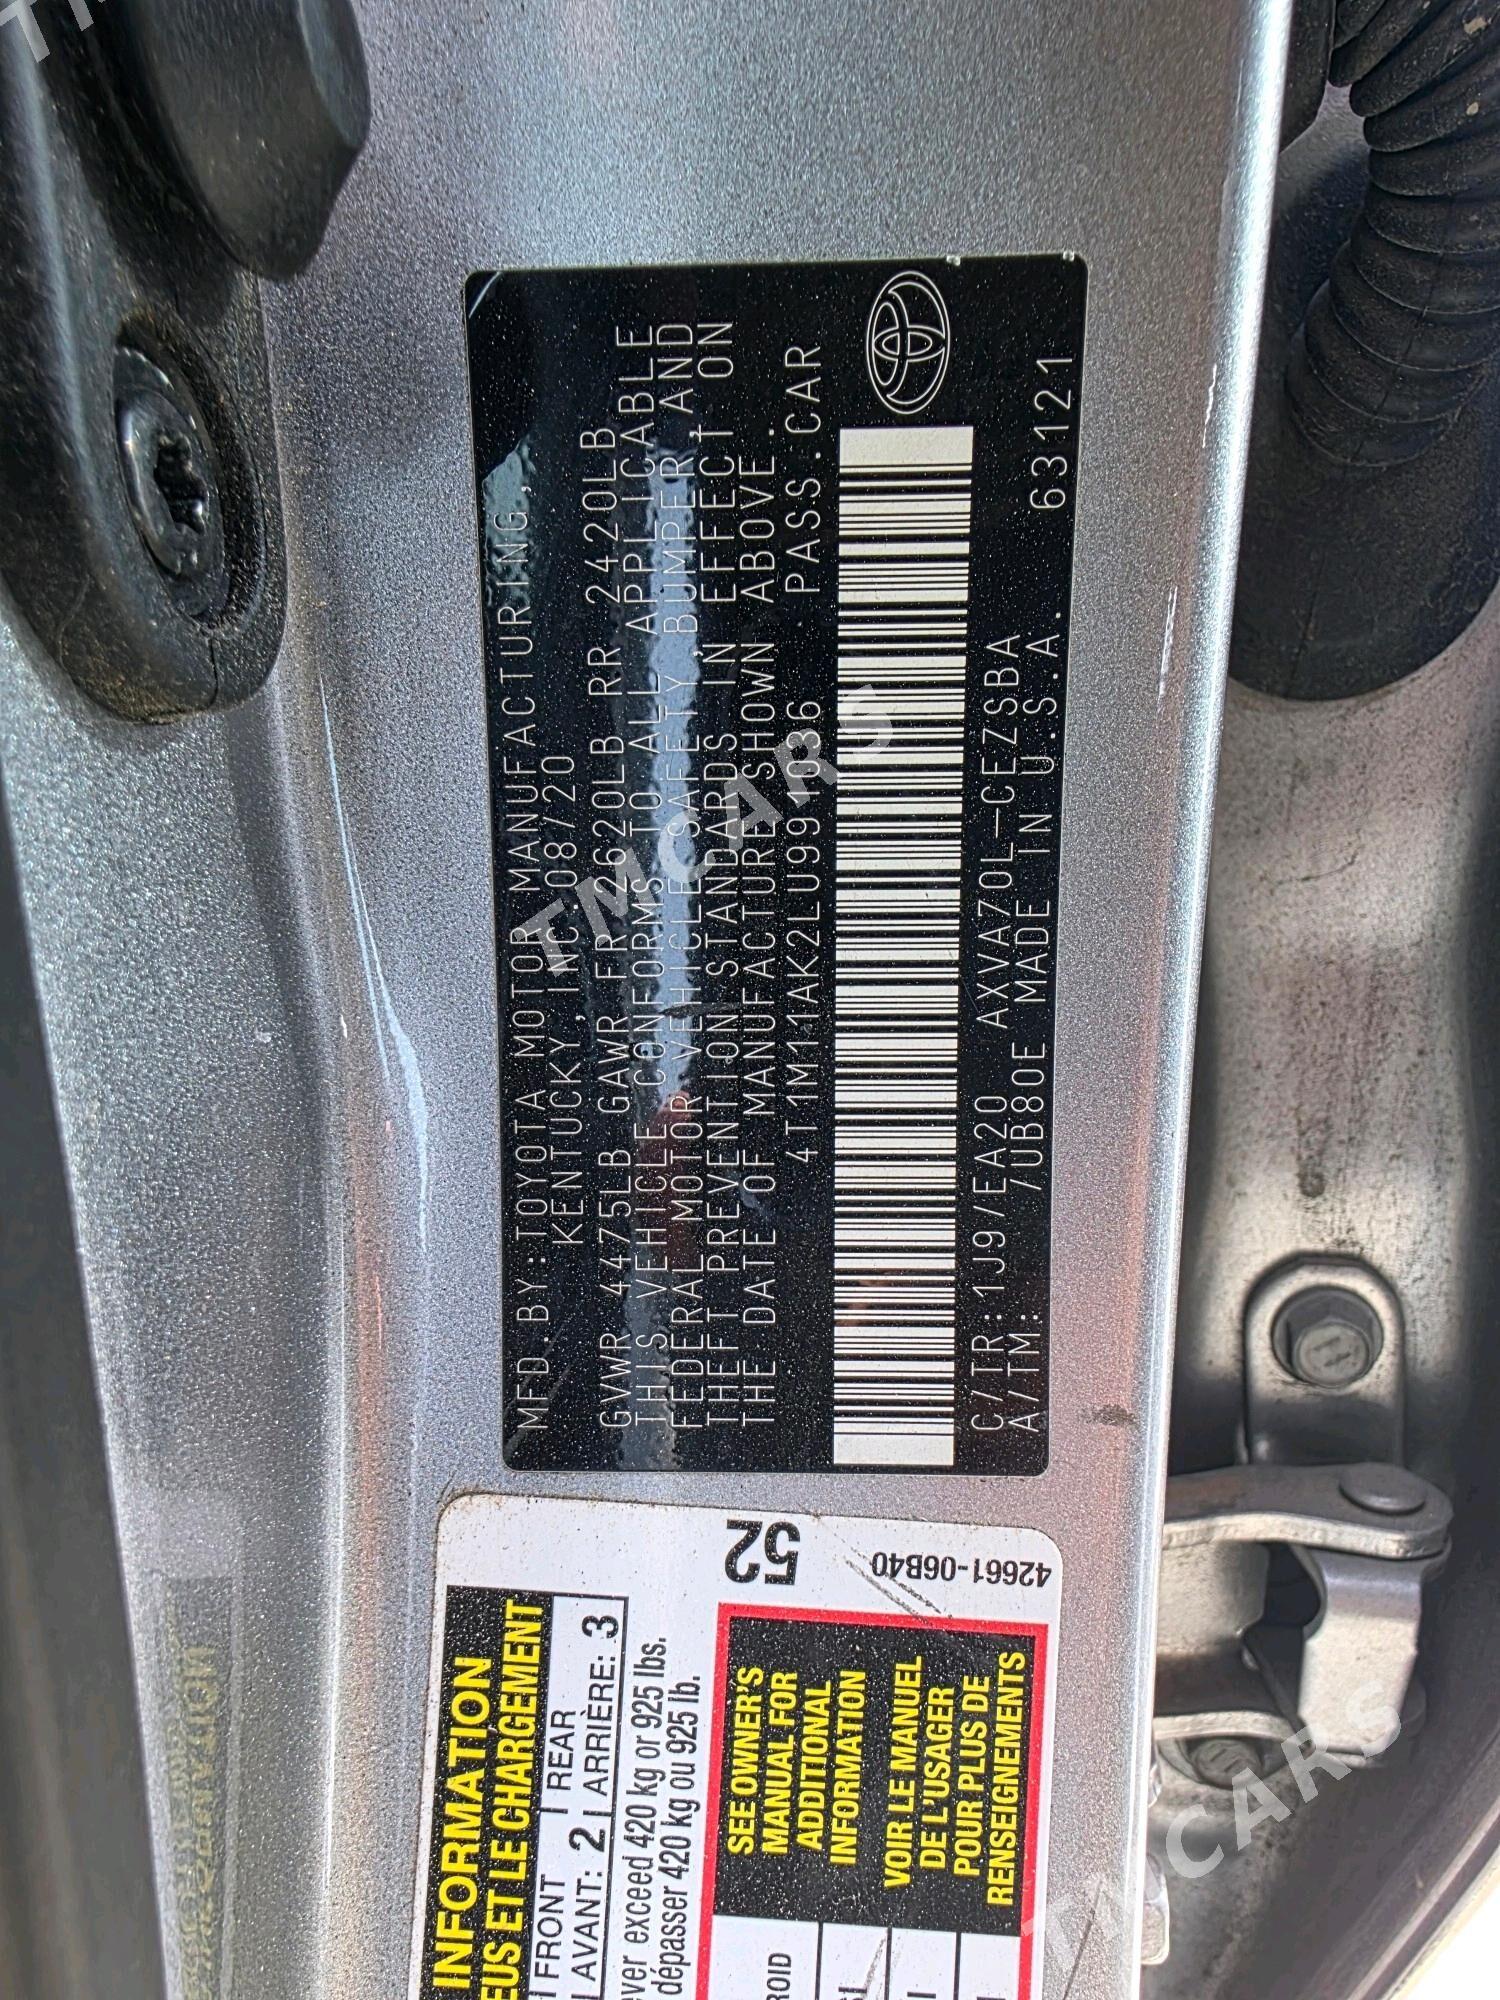 MFD.BY:TOYOTA MOTOR MANUFACTURING,
KENTUCKY,INC.08/20
GVWR 4475LB GAWR FR 2620LB RR 2420LB
THIS VEHICLE CONFORMS TO ALL APPLICABLE
FEDERAL MOTOR VEHICLE SAFETY,BUMPER,AND
THEFT PREVENTION STANDARDS IN EFFECT ON
THE DATE OF MANUFACTURE SHOWN ABOVE.
PASS.CAR
C/TR:1J9/EA20 AXVA70L-CEZSBA
A/TM: /UB80E MADE IN U.S.A. 63121
52
42661-06B40
INFORMATION
ET LE CHARGEMENT
FRONT REAR
AVANT: 2 ARRIÈRE: 3
exceed 420 kg or 925 lbs.
dépasser 420 kg ou 925 lb.
SEE OWNER'S
MANUAL FOR
ADDITIONAL
INFORMATION
VOIR LE MANUEL
DE L'USAGER
POUR PLUS DE
RENSEIGNEMENTS
TMCARS
TMCARS